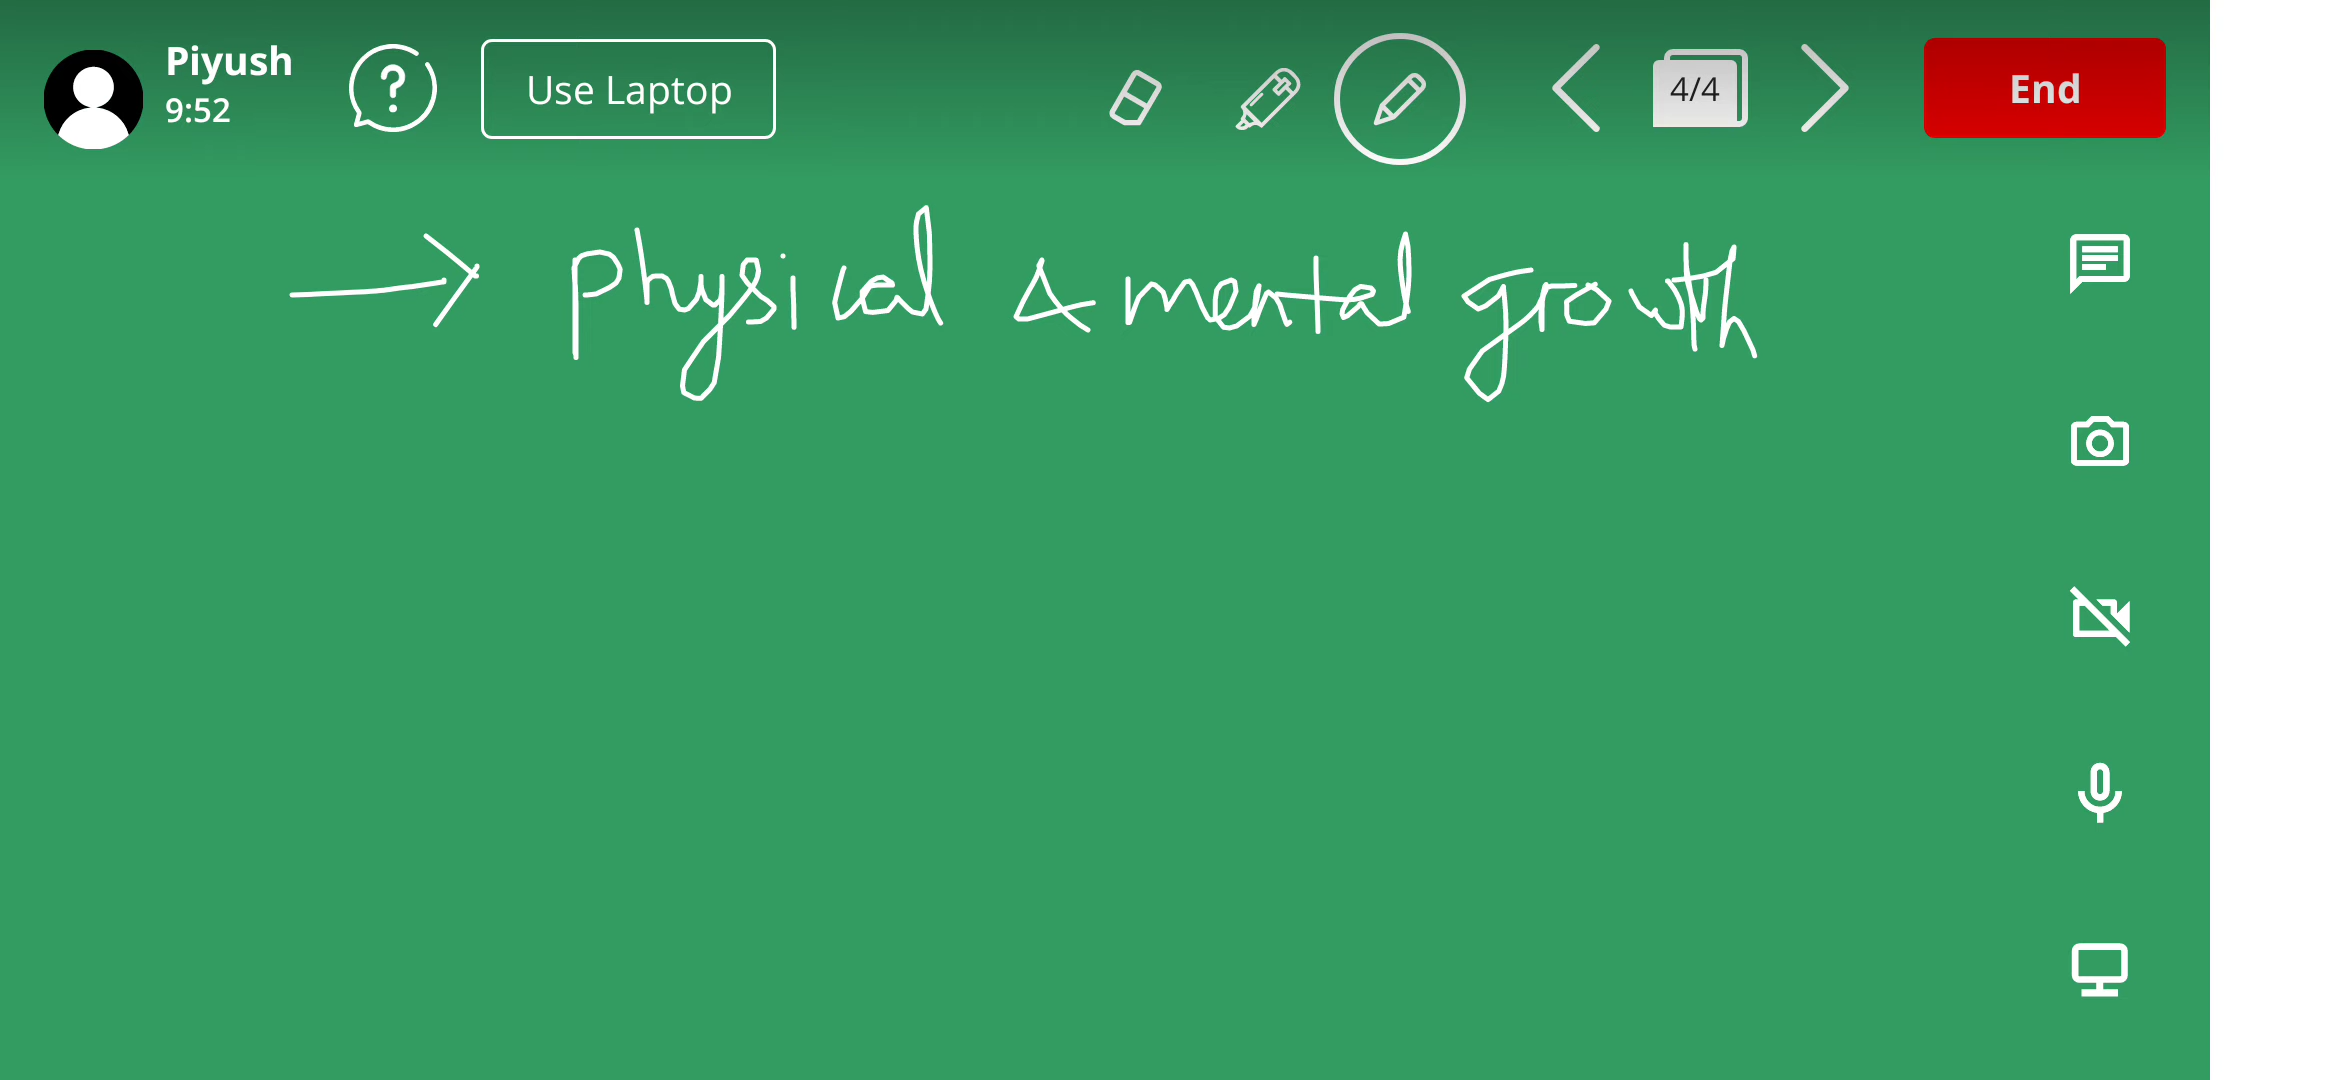 Piyush
9:52
?
Use Laptop
4/4
End
→ Physical & mental growth